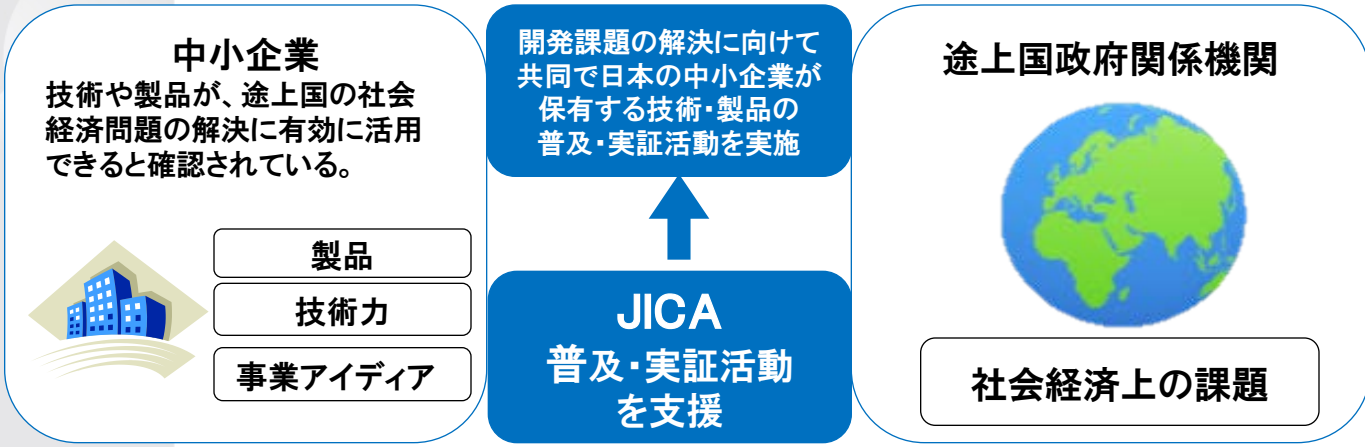 中小企業
技術や製品が、途上国の社会
経済問題の解決に有効に活用
できると確認されている。
製品
技術力
事業アイディア
開発課題の解決に向けて
共同で日本の中小企業が
保有する技術・製品の
普及・実証活動を実施
JICA
普及・実証活動
を支援
途上国政府関係機関
社会経済上の課題